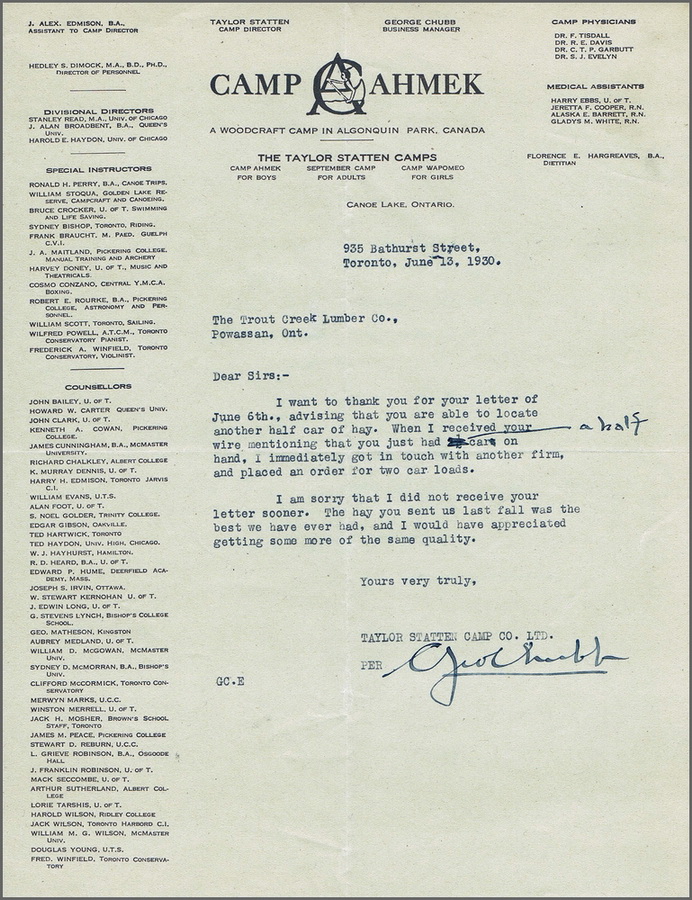 J. ALEX. EDMISON, B.A.,
ASSISTANT TO CAMP DIRECTOR
TAYLOR STATTEN
CAMP DIRECTOR
GEORGE CHUBB
BUSINESS MANAGER
CAMP PHYSICIANS
DR. F. TISDALL
DR. R. E. DAVIS
DR. C. T. P. GARBUTT
DR. S. J. EVELYN
HEDLEY S. DIMOCK, M.A., B.D., PH.D.,
DIRECTOR OF PERSONNEL
CAMP AHMEK
A WOODCRAFT CAMP IN ALGONQUIN PARK, CANADA
MEDICAL ASSISTANTS
HARRY EBBS, U. OF T.
JERETTA F. COOPER, R.N.
ALASKA E. BARRETT, R.N.
GLADYS M. WHITE, R.N.
THE TAYLOR STATTEN CAMPS
CAMP AHMEK
FOR BOYS
SEPTEMBER CAMP
FOR ADULTS
CAMP WAPOMEO
FOR GIRLS
FLORENCE E. HARGREAVES, B.A.,
DIETITIAN
CANOE LAKE, ONTARIO.
DIVISIONAL DIRECTORS
STANLEY READ, M.A., UNIV. OF CHICAGO
J. ALAN BROADBENT, B.A., QUEEN'S
UNIV.
HAROLD E. HAYDON, UNIV. OF CHICAGO
SPECIAL INSTRUCTORS
RONALD H. PERRY, B.A., CANOE TRIPS.
WILLIAM STOQUA, GOLDEN LAKE RE-
SERVE, CAMPCRAFT AND CANOEING.
BRUCE CROCKER, U. OF T. SWIMMING
AND LIFE SAVING.
SYDNEY BISHOP, TORONTO, RIDING.
FRANK BRAUCHT, M. PAED. GUELPH
C.V.I.
J. A. MAITLAND, PICKERING COLLEGE.
MANUAL TRAINING AND ARCHERY
HARVEY DONEY, U. OF T., MUSIC AND
THEATRICALS.
COSMO CONZANO, CENTRAL Y.M.C.A.
BOXING.
ROBERT E. ROURKE, B.A., PICKERING
COLLEGE, ASTRONOMY AND PER-
SONNEL.
WILLIAM SCOTT, TORONTO, SAILING.
WILFRED POWELL, A.T.C.M., TORONTO
CONSERVATORY PIANIST.
FREDERICK A. WINFIELD, TORONTO
CONSERVATORY, VIOLINIST.
COUNSELLORS
JOHN BAILEY, U. OF T.
HOWARD W. CARTER QUEEN'S UNIV.
JOHN CLARK, U. OF T.
KENNETH A. COWAN, PICKERING
COLLEGE.
JAMES CUNNINGHAM, B.A., MCMASTER
UNIVERSITY.
RICHARD CHALKLEY, ALBERT COLLEGE
K. MURRAY DENNIS, U. OF T.
HARRY H. EDMISON, TORONTO JARVIS
C.I.
WILLIAM EVANS, U.T.S.
ALAN FOOT, U. OF T.
S. NOEL GOLDER, TRINITY COLLEGE.
EDGAR GIBSON, OAKVILLE.
TED HARTWICK, TORONTO
TED HAYDON, UNIV. HIGH, CHICAGO.
W. J. HAYHURST, HAMILTON.
R. D. HEARD, B.A., U. OF T.
EDWARD P. HUME, DEERFIELD ACA-
DEMY, MASS.
JOSEPH S. IRVIN, OTTAWA.
W. STEWART KERNOHAN U. OF T.
J. EDWIN LONG, U. OF T.
G. STEVENS LYNCH, BISHOP'S COLLEGE
SCHOOL.
GEO. MATHESON, KINGSTON
AUBREY MEDLAND, U. OF T.
WILLIAM D. MCGOWAN, MCMASTER
UNIV.
SYDNEY D. MCMORRAN, B.A., BISHOP'S
UNIV.
CLIFFORD MCCORMICK, TORONTO CON-
SERVATORY
MERWYN MARKS, U.C.C.
WINSTON MERRELL, U. OF T.
JACK H. MOSHER, BROWN'S SCHOOL
STAFF, TORONTO
JAMES M. PEACE, PICKERING COLLEGE
STEWART D. REBURN, U.C.C.
L. GRIEVE ROBINSON, B.A., OSGOODE
HALL
J. FRANKLIN ROBINSON, U. OF T.
MACK SECCOMBE, U. OF T.
ARTHUR SUTHERLAND, ALBERT COL-
LEGE
LORIE TARSHIS, U. OF T.
HAROLD WILSON, RIDLEY COLLEGE
JACK WILSON, TORONTO HARBORD C.I.
WILLIAM M. G. WILSON, MCMASTER
UNIV.
DOUGLAS YOUNG, U.T.S.
FRED. WINFIELD, TORONTO CONSERVA-
TORY
935 Bathurst Street,
Toronto, June 13, 1930.
The Trout Creek Lumber Co.,
Powassan, Ont.
Dear Sirs:-
I want to thank you for your letter of
June 6th., advising that you are able to locate
another half car of hay. When I received your
a half
wire mentioning that you just had car on
hand, I immediately got in touch with another firm,
and placed an order for two car loads.
I am sorry that I did not receive your
letter sooner. The hay you sent us last fall was the
best we have ever had, and I would have appreciated
getting some more of the same quality.
Yours very truly,
TAYLOR STATTEN CAMP CO. LTD.
PER Geo Chubb
GC.E